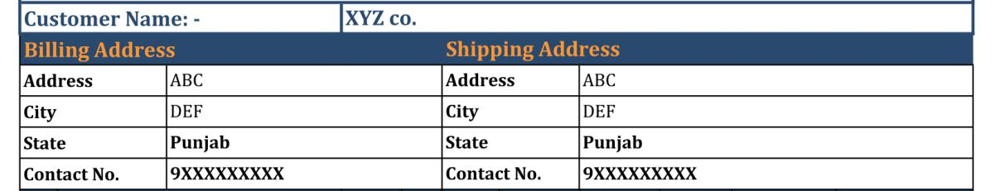 Customer Name: - XYZ co.
Billing Address Shipping Address
Address ABC Address ABC
City DEF City DEF
State Punjab State Punjab
Contact No. 9XXXXXXXXX Contact No. 9XXXXXXXXX